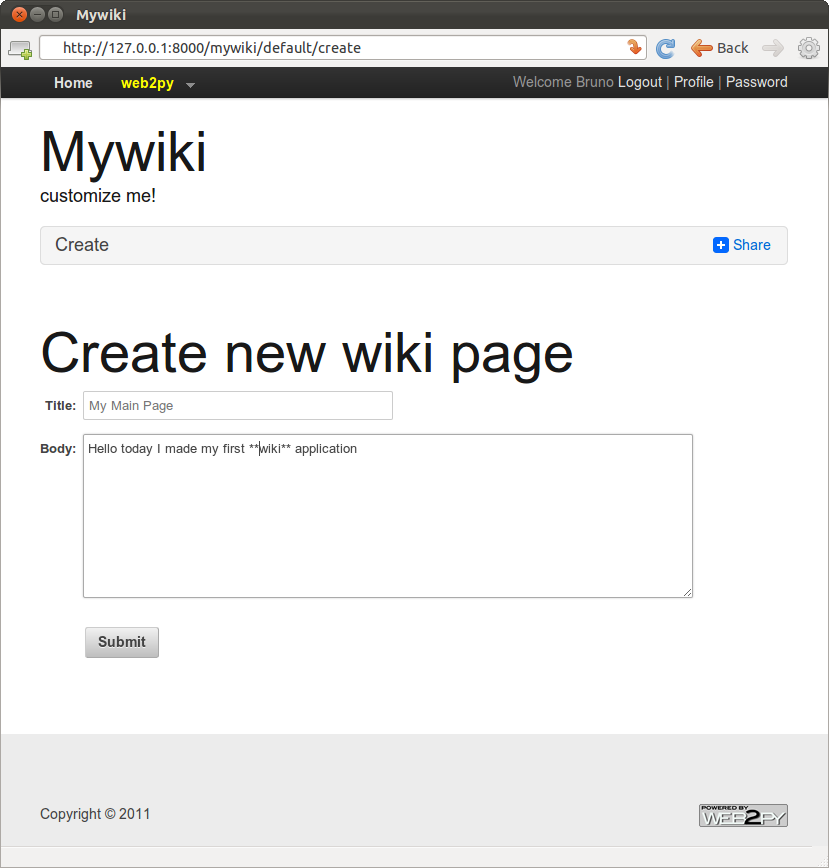 Mywiki
http://127.0.0.1:8000/mywiki/default/create
Back
Home web2py Welcome Bruno Logout | Profile | Password
Mywiki
customize me!
Create Share
Create new wiki page
Title: My Main Page
Body: Hello today I made my first **wiki** application
Submit
Copyright © 2011
POWERED BY
WEB2PY